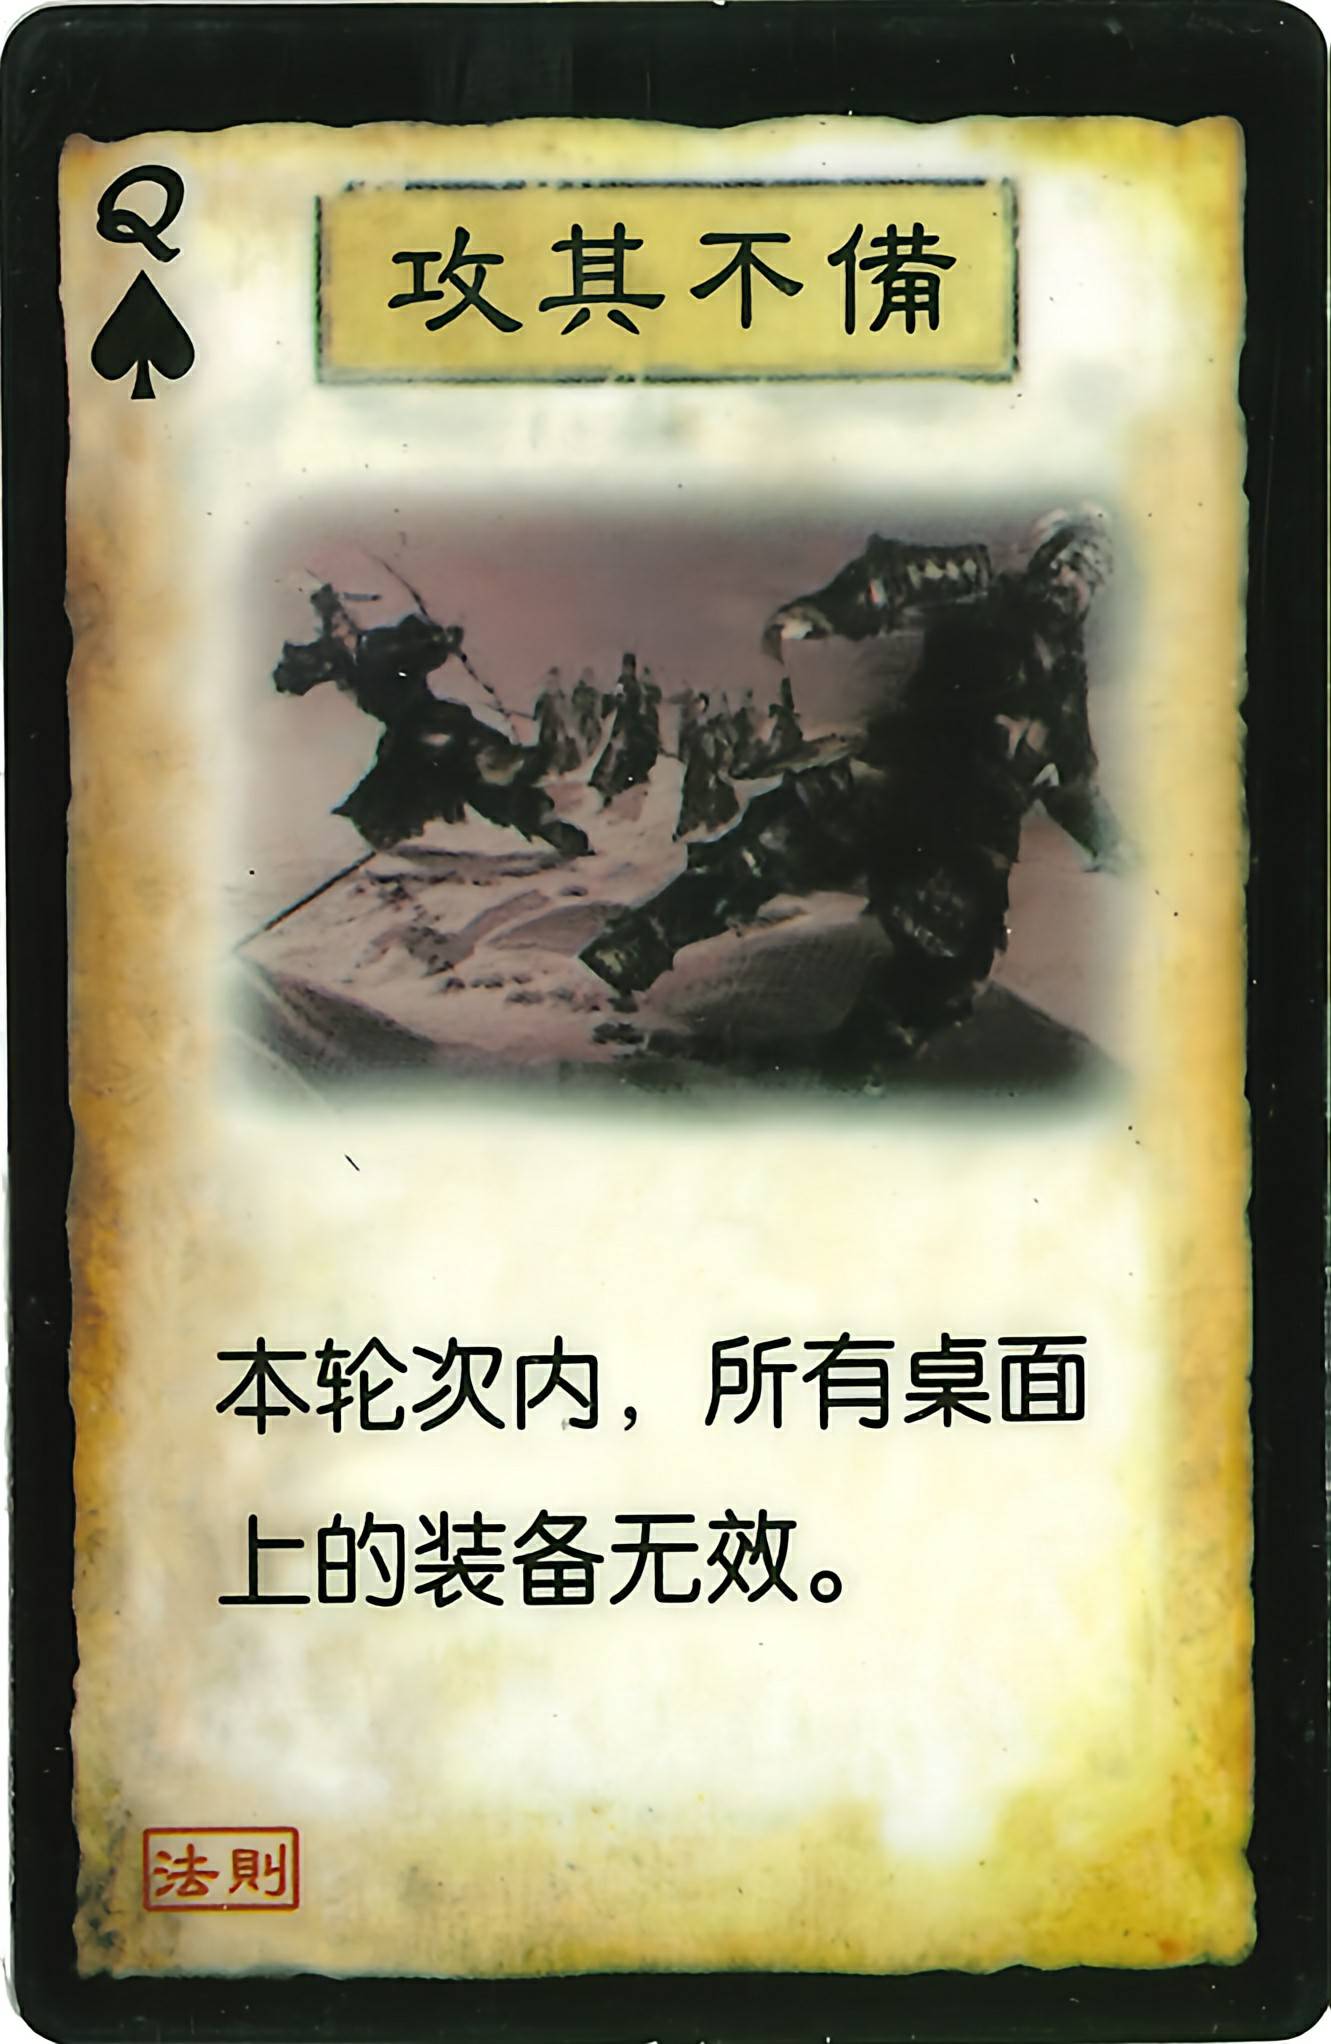 Q
攻其不備
本轮次内，所有桌面
上的装备无效。
法則